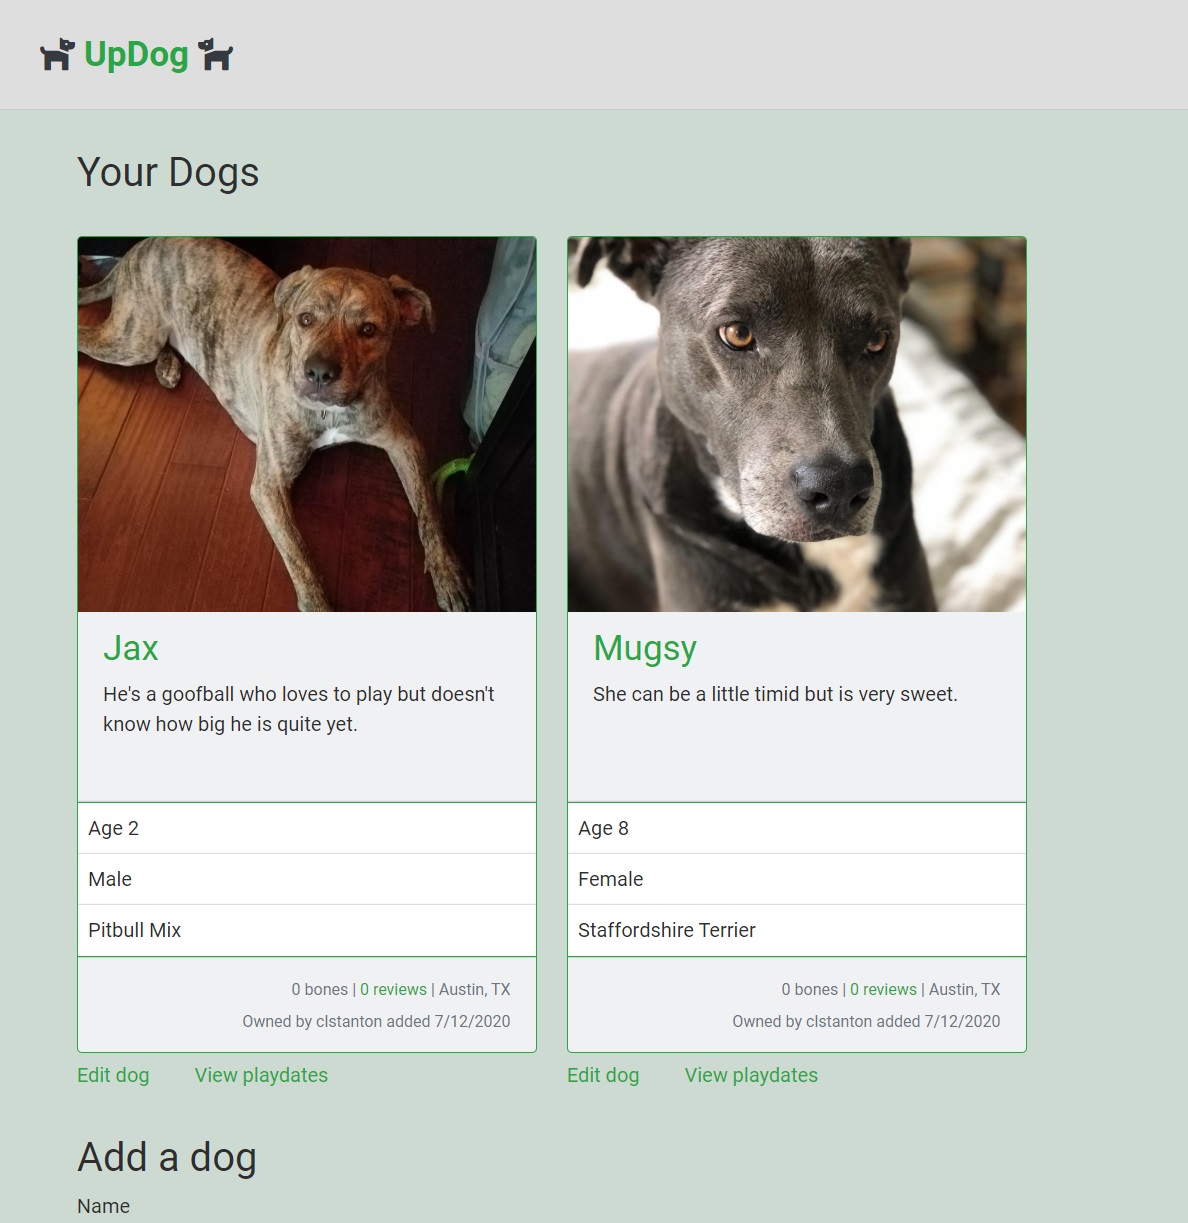 UpDog
Your Dogs
Jax
He's a goofball who loves to play but doesn't
know how big he is quite yet.
Age 2
Male
Pitbull Mix
0 bones | 0 reviews | Austin, TX
Owned by clstanton added 7/12/2020
Edit dog View playdates
Mugsy
She can be a little timid but is very sweet.
Age 8
Female
Staffordshire Terrier
0 bones | 0 reviews | Austin, TX
Owned by clstanton added 7/12/2020
Edit dog View playdates
Add a dog
Name